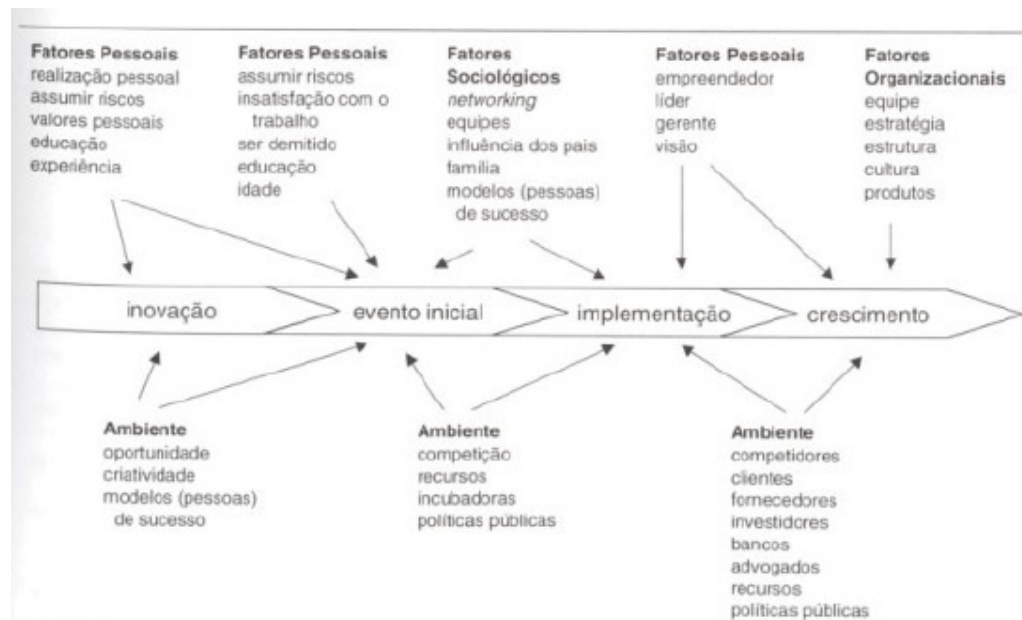 Fatores Pessoais
realização pessoal
assumir riscos
valores pessoais
educação
experiência
Fatores Pessoais
assumir riscos
insatisfação com o
trabalho
ser demitido
educação
idade
Fatores
Sociológicos
networking
equipes
influência dos pais
família
modelos (pessoas)
de sucesso
Fatores Pessoais
empreendedor
líder
gerente
visão
Fatores
Organizacionais
equipe
estratégia
estrutura
cultura
produtos
inovação
evento inicial
implementação
crescimento
Ambiente
oportunidade
criatividade
modelos (pessoas)
de sucesso
Ambiente
competição
recursos
incubadoras
políticas públicas
Ambiente
competidores
clientes
fornecedores
investidores
bancos
advogados
recursos
políticas públicas